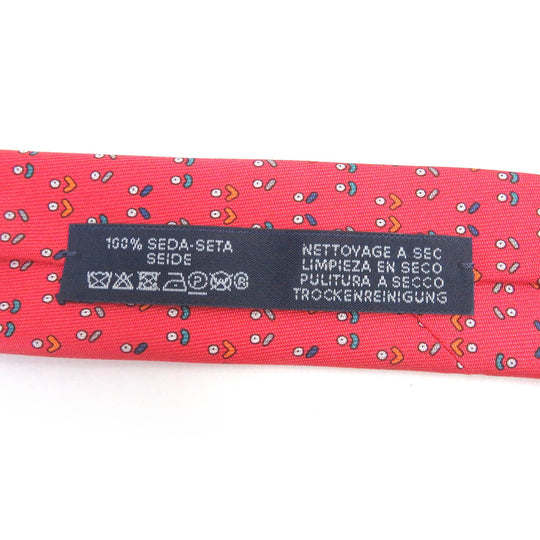 100% SEDA-SETA
SEIDE
NETTOYAGE A SEC
LIMPIEZA EN SECO
PULITURA A SECCO
TROCKENREINIGUNG